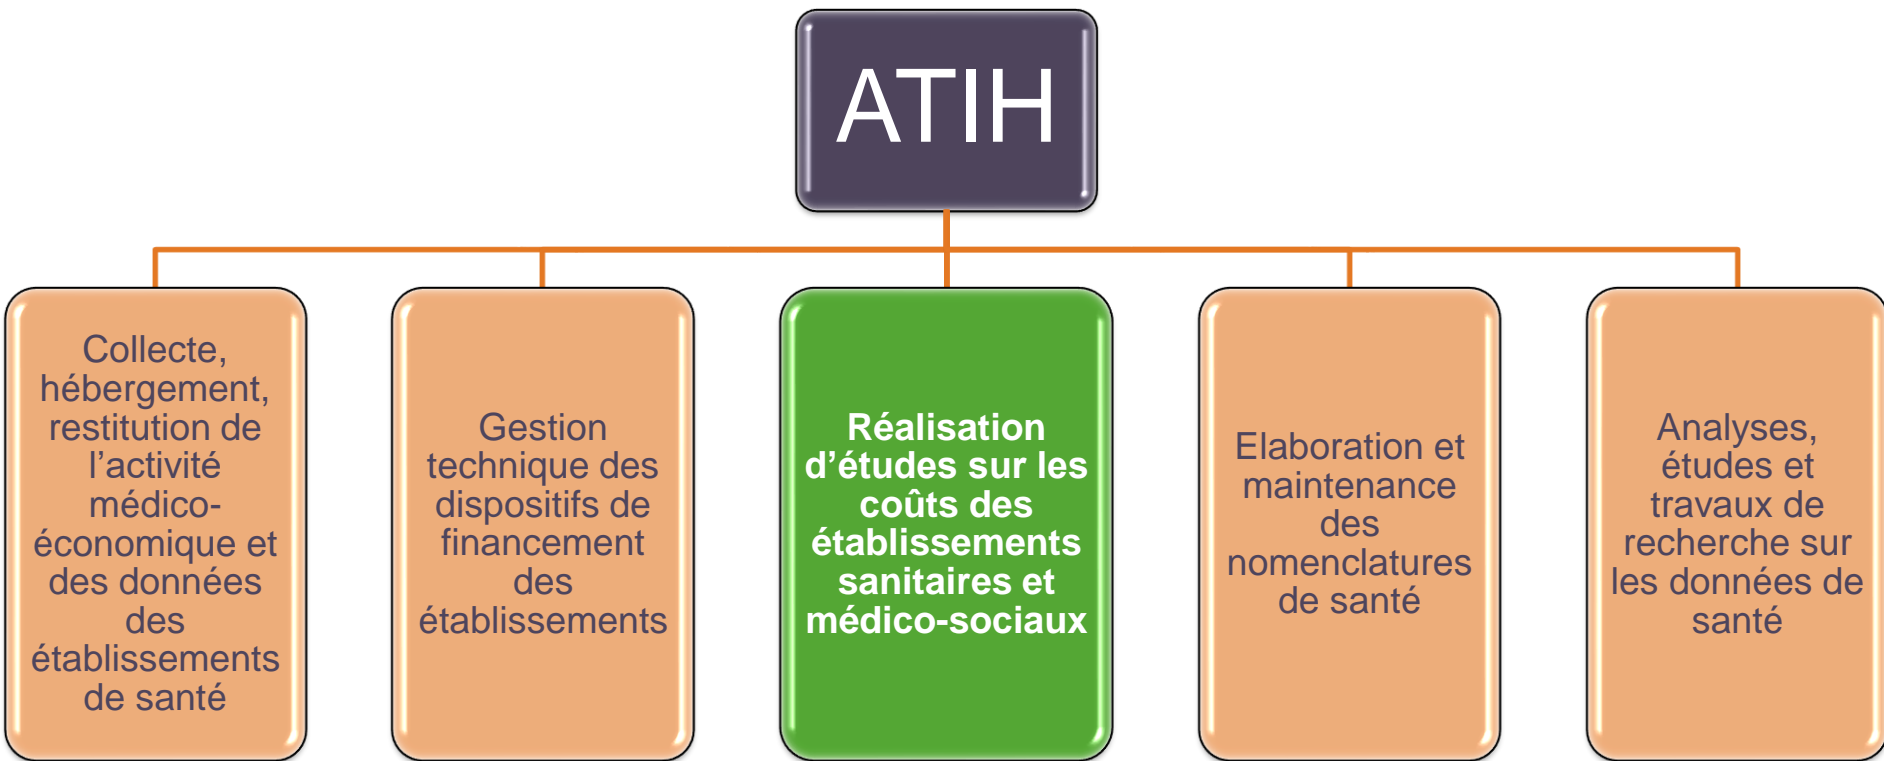 ATIH
Collecte,
hébergement,
restitution de
l’activité
médico-
économique et
des données
des
établissements
de santé
Gestion
technique des
dispositifs de
financement
des
établissements
Réalisation
d’études sur les
coûts des
établissements
sanitaires et
médico-sociaux
Elaboration et
maintenance
des
nomenclatures
de santé
Analyses,
études et
travaux de
recherche sur
les données de
santé